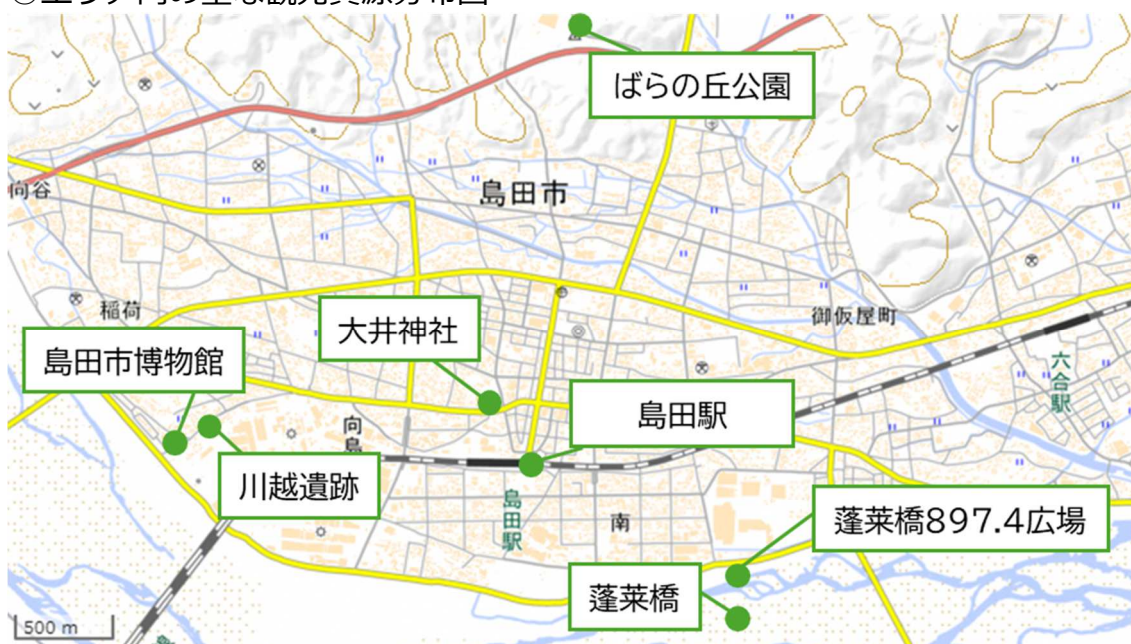 ばらの丘公園
向谷
島田市
稲荷
御仮屋町
大井神社
島田市博物館
島田駅
六合駅
向島
川越遺跡
島田駅
南
蓬莱橋897.4広場
蓬莱橋
500 m